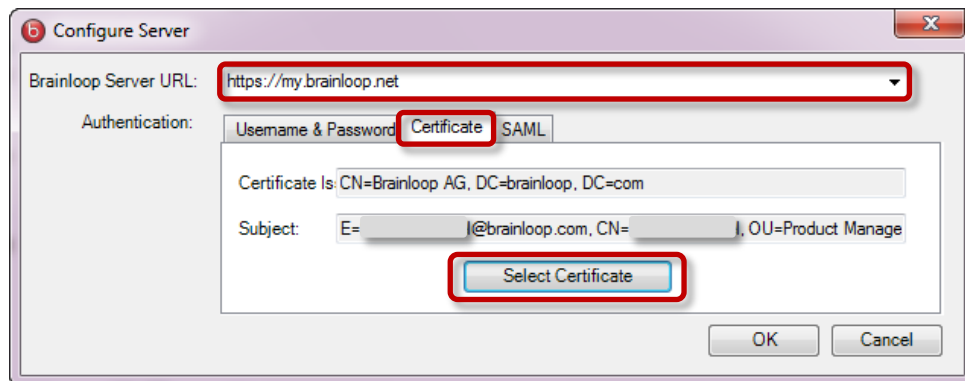 Configure Server
x
Brainloop Server URL: https://my.brainloop.net
Authentication: Username & Password Certificate SAML
Certificate Is CN=Brainloop AG, DC=brainloop, DC=com
Subject: E= l@brainloop.com, CN= l, OU=Product Manage
Select Certificate
OK Cancel